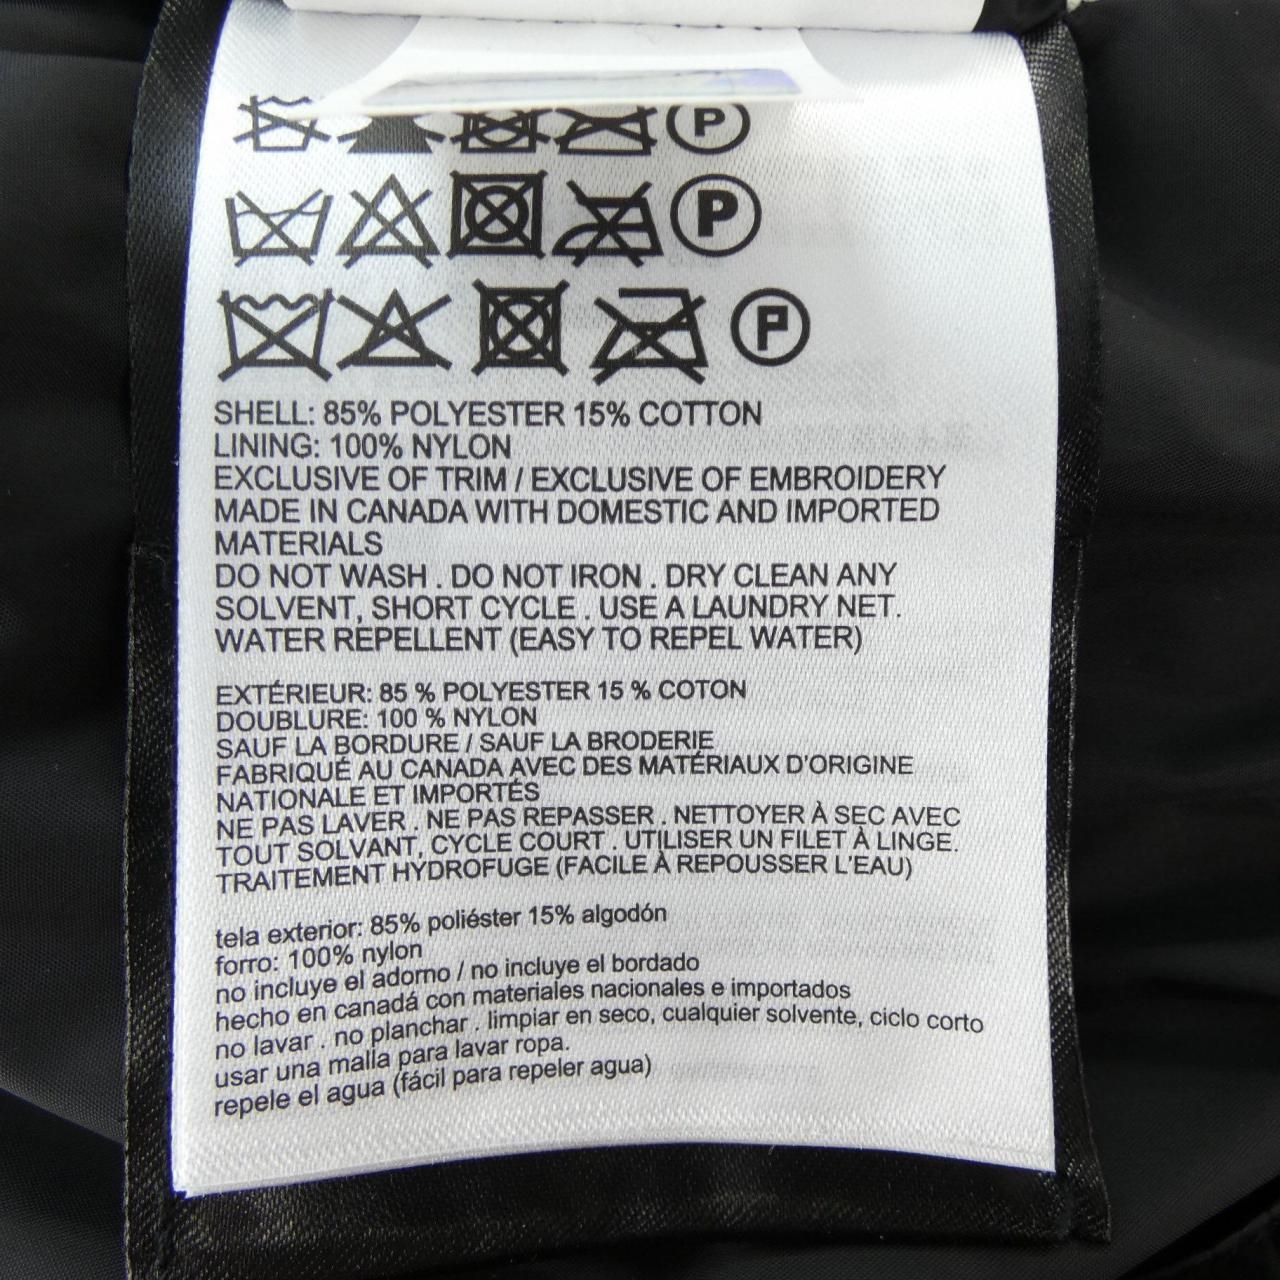 P
P
P
SHELL: 85% POLYESTER 15% COTTON
LINING: 100% NYLON
EXCLUSIVE OF TRIM / EXCLUSIVE OF EMBROIDERY
MADE IN CANADA WITH DOMESTIC AND IMPORTED
MATERIALS
DO NOT WASH . DO NOT IRON . DRY CLEAN ANY
SOLVENT, SHORT CYCLE . USE A LAUNDRY NET.
WATER REPELLENT (EASY TO REPEL WATER)
EXTÉRIEUR: 85 % POLYESTER 15 % COTON
DOUBLURE: 100 % NYLON
SAUF LA BORDURE / SAUF LA BRODERIE
FABRIQUÉ AU CANADA AVEC DES MATÉRIAUX D'ORIGINE
NATIONALE ET IMPORTÉS
NE PAS LAVER . NE PAS REPASSER . NETTOYER À SEC AVEC
TOUT SOLVANT, CYCLE COURT . UTILISER UN FILET À LINGE.
TRAITEMENT HYDROFUGE (FACILE À REPOUSSER L'EAU)
tela exterior: 85% poliéster 15% algodón
forro: 100% nylon
no incluye el adorno / no incluye el bordado
hecho en canadá con materiales nacionales e importados
no lavar . no planchar . limpiar en seco, cualquier solvente, ciclo corto
usar una malla para lavar ropa.
repele el agua (fácil para repeler agua)